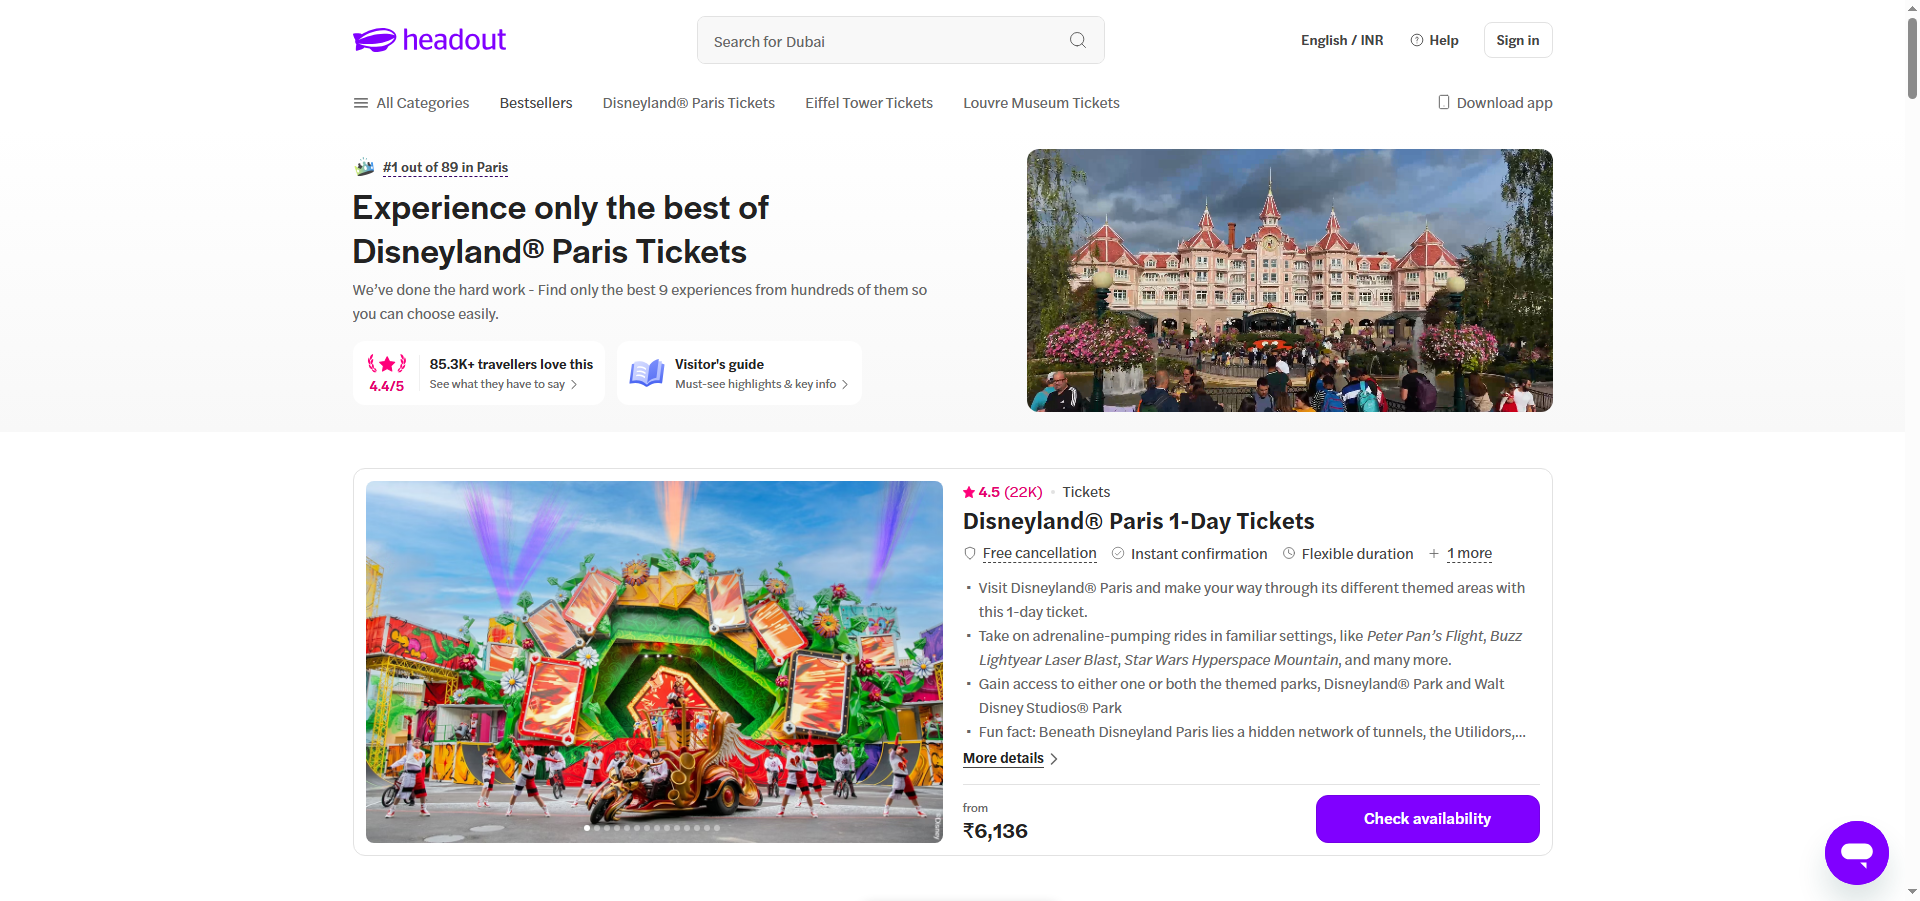 headout
Search for Dubai
English / INR
Help
Sign in
All Categories
Bestsellers
Disneyland® Paris Tickets
Eiffel Tower Tickets
Louvre Museum Tickets
Download app
#1 out of 89 in Paris
Experience only the best of
Disneyland® Paris Tickets
We’ve done the hard work - Find only the best 9 experiences from hundreds of them so
you can choose easily.
4.4/5
85.3K+ travellers love this
See what they have to say
Visitor's guide
Must-see highlights & key info
4.5 (22K)
Tickets
Disneyland® Paris 1-Day Tickets
Free cancellation
Instant confirmation
Flexible duration
+ 1 more
Visit Disneyland® Paris and make your way through its different themed areas with
this 1-day ticket.
Take on adrenaline-pumping rides in familiar settings, like Peter Pan’s Flight, Buzz
Lightyear Laser Blast, Star Wars Hyperspace Mountain, and many more.
Gain access to either one or both the themed parks, Disneyland® Park and Walt
Disney Studios® Park
Fun fact: Beneath Disneyland Paris lies a hidden network of tunnels, the Utilidors,...
More details
from
₹6,136
Check availability
©Disney